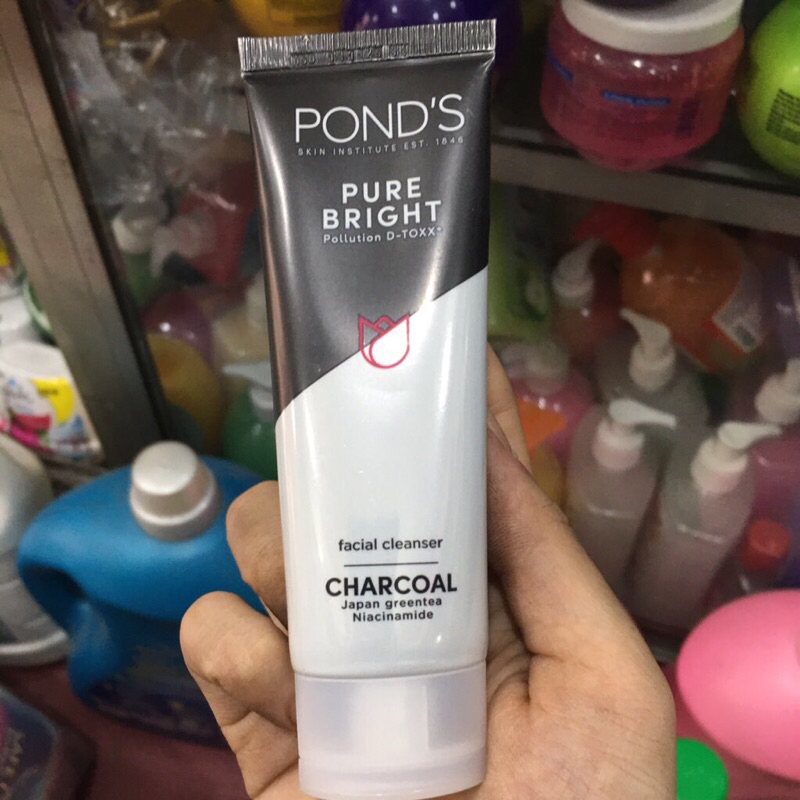 POND'S
SKIN INSTITUTE EST. 1846
PURE
BRIGHT
Pollution D-TOXX*
facial cleanser
CHARCOAL
Japan greentea
Niacinamide